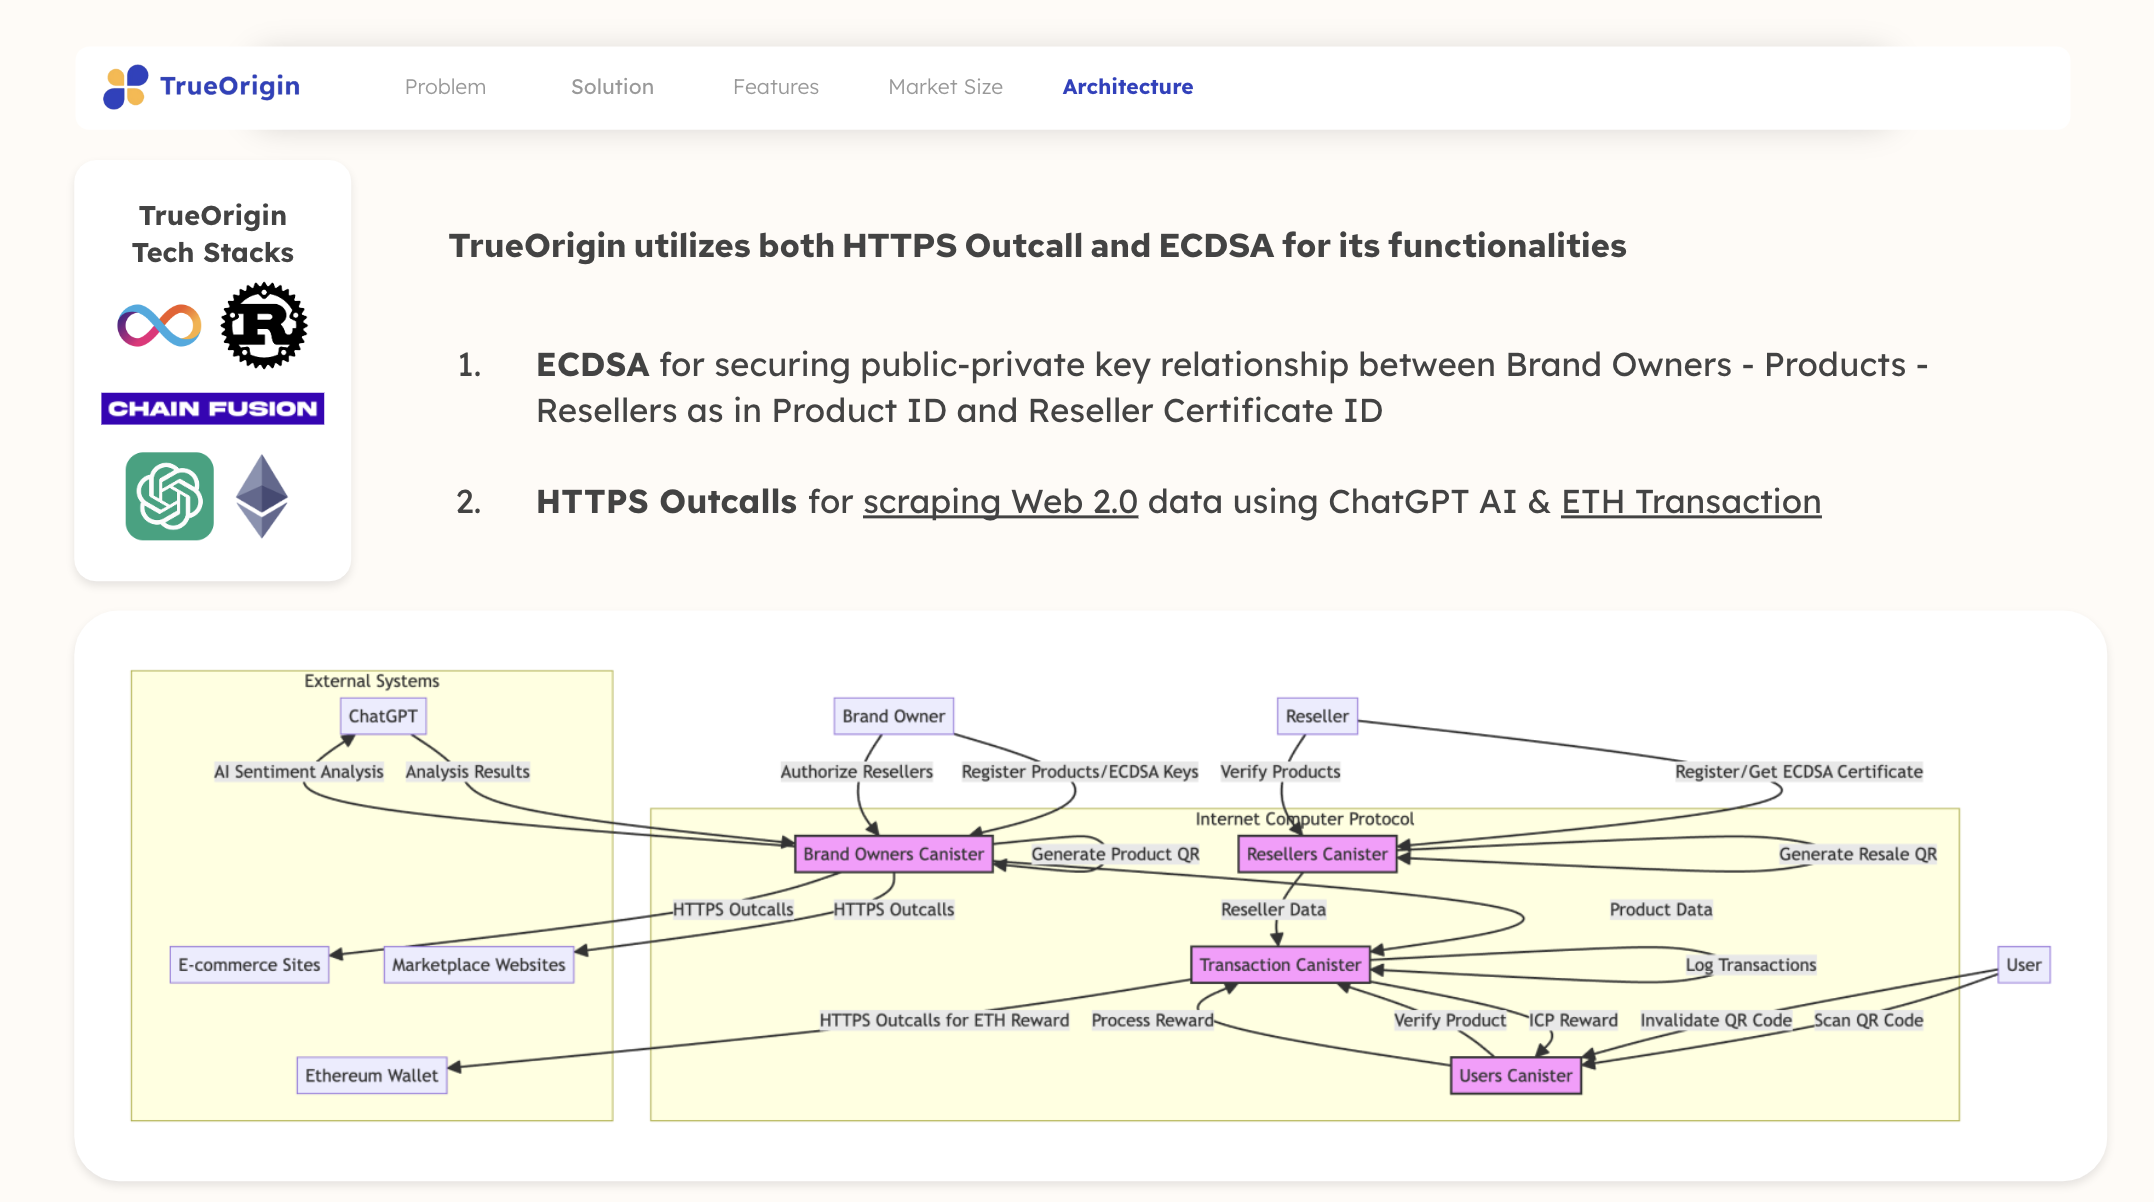 TrueOrigin
Problem
Solution
Features
Market Size
Architecture
TrueOrigin
Tech Stacks
R
CHAIN FUSION
TrueOrigin utilizes both HTTPS Outcall and ECDSA for its functionalities
1. ECDSA for securing public-private key relationship between Brand Owners - Products -
Resellers as in Product ID and Reseller Certificate ID
2. HTTPS Outcalls for scraping Web 2.0 data using ChatGPT AI & ETH Transaction
External Systems
ChatGPT
Brand Owner
Reseller
AI Sentiment Analysis
Analysis Results
Authorize Resellers
Register Products/ECDSA Keys
Verify Products
Register/Get ECDSA Certificate
Internet Computer Protocol
Brand Owners Canister
Generate Product QR
Resellers Canister
Generate Resale QR
HTTPS Outcalls
HTTPS Outcalls
Reseller Data
Product Data
E-commerce Sites
Marketplace Websites
Transaction Canister
Log Transactions
User
HTTPS Outcalls for ETH Reward
Process Reward
Verify Product
ICP Reward
Invalidate QR Code
Scan QR Code
Ethereum Wallet
Users Canister